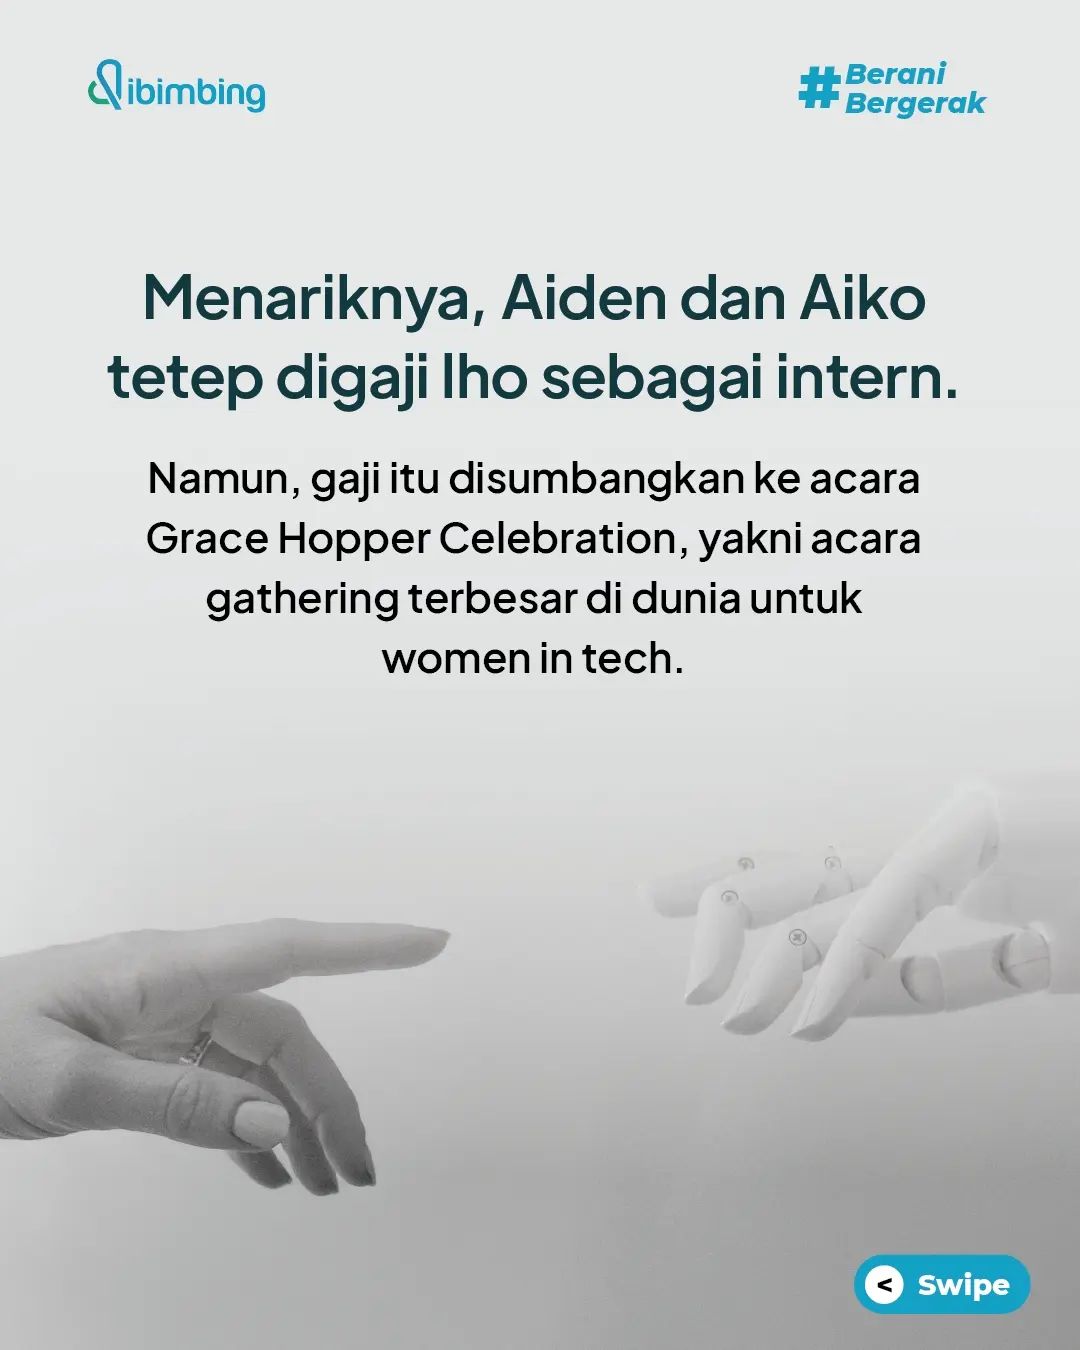 dibimbing
#Berani
Bergerak
Menariknya, Aiden dan Aiko
tetep digaji lho sebagai intern.
Namun, gaji itu disumbangkan ke acara
Grace Hopper Celebration, yakni acara
gathering terbesar di dunia untuk
women in tech.
< Swipe